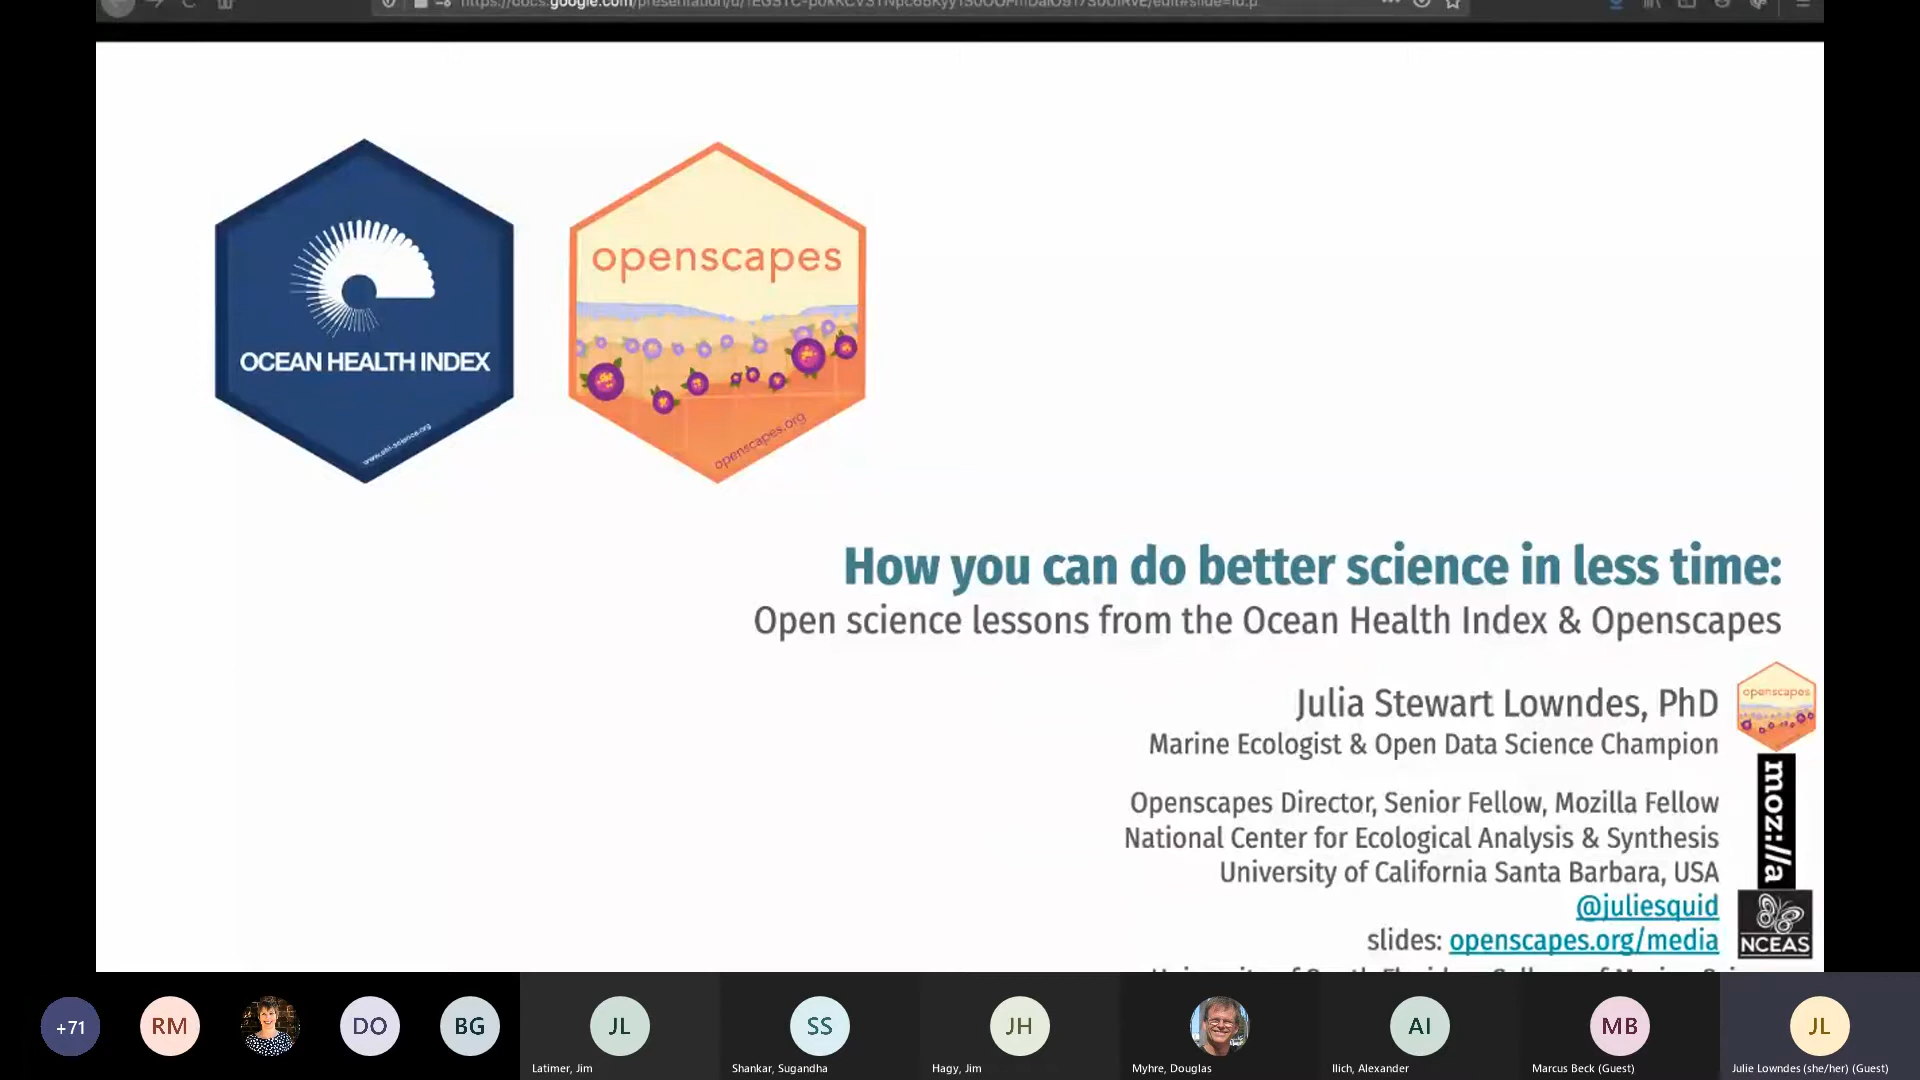 OCEAN HEALTH INDEX
www.ohi-science.org
openscapes
openscapes.org
How you can do better science in less time:
Open science lessons from the Ocean Health Index & Openscapes
Julia Stewart Lowndes, PhD
openscapes
Marine Ecologist & Open Data Science Champion
moz://a
Openscapes Director, Senior Fellow, Mozilla Fellow
National Center for Ecological Analysis & Synthesis
University of California Santa Barbara, USA
@juliesquid
slides: openscapes.org/media
NCEAS
+71
RM
DO
BG
JL
SS
JH
AI
MB
JL
Latimer, Jim
Shankar, Sugandha
Hagy, Jim
Myhre, Douglas
Ilich, Alexander
Marcus Beck (Guest)
Julie Lowndes (she/her) (Guest)